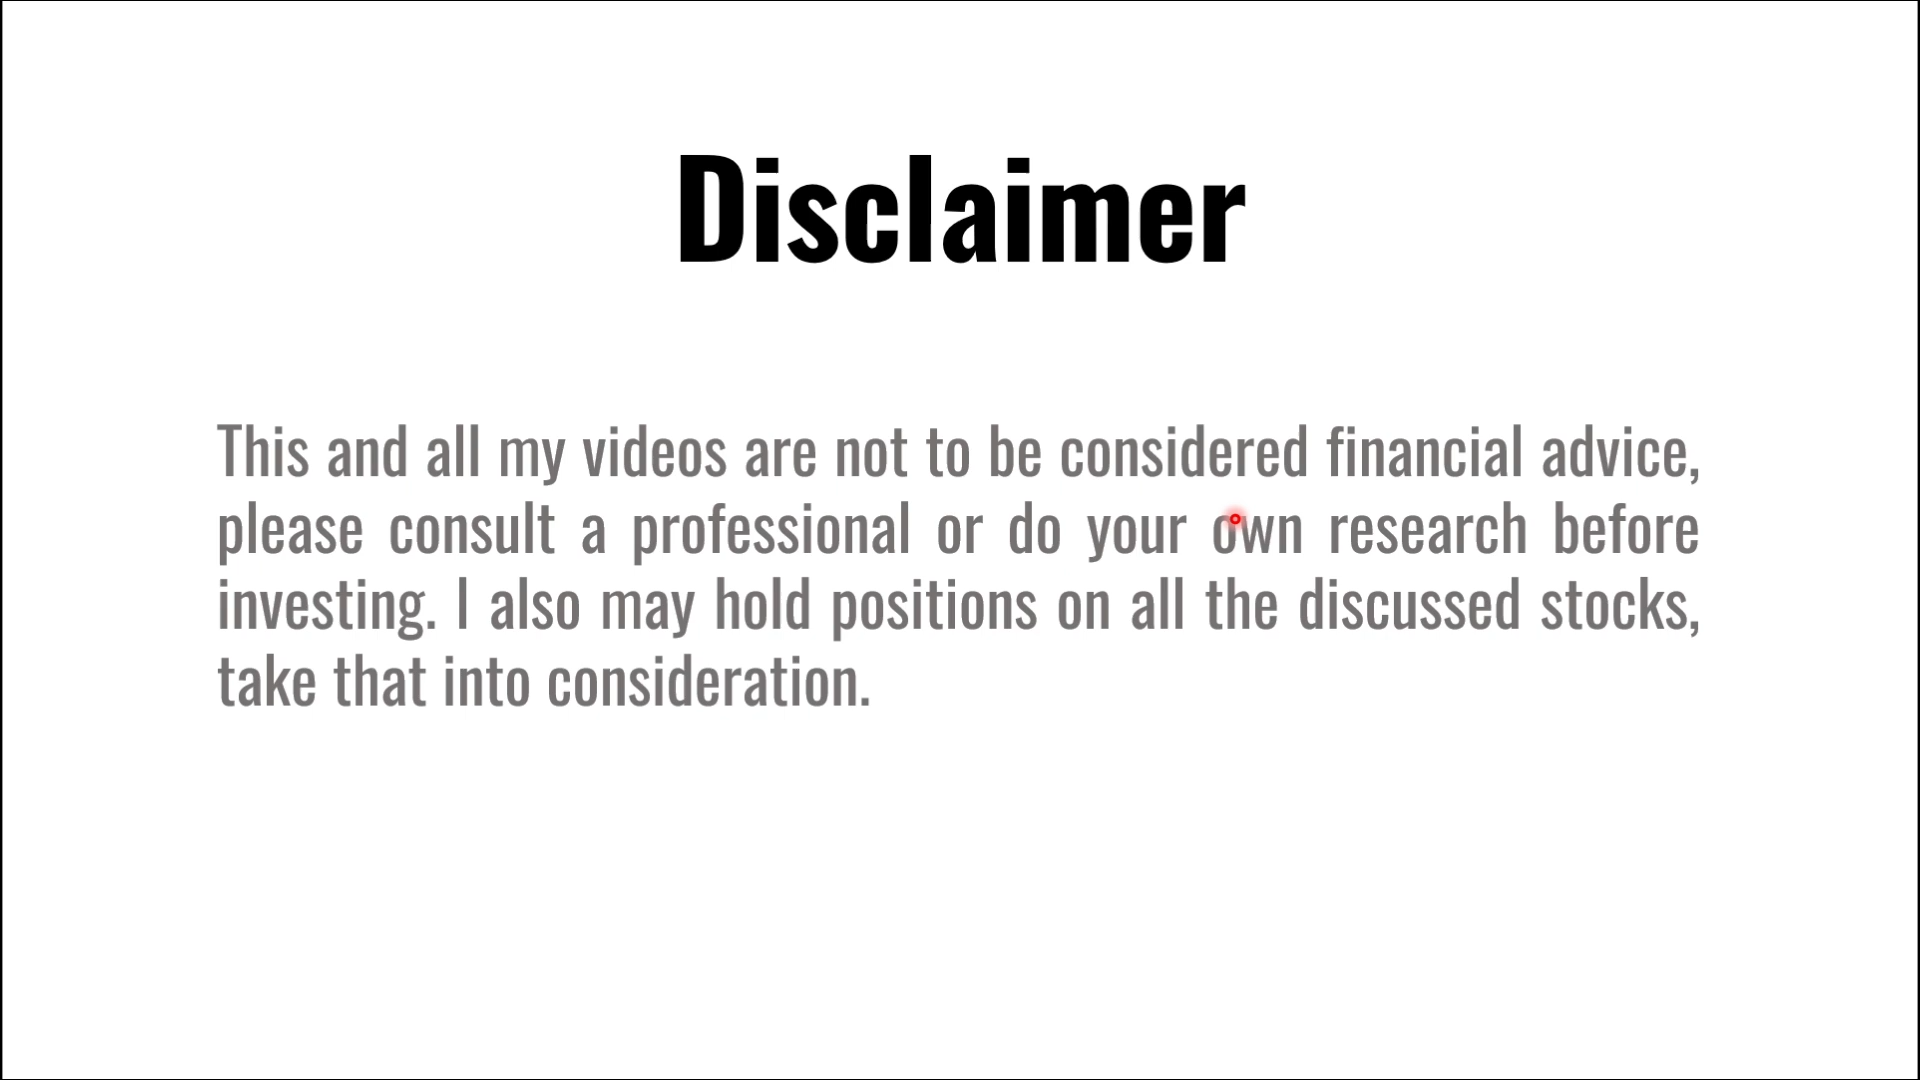 Disclaimer
This and all my videos are not to be considered financial advice,
please consult a professional or do your own research before
investing. I also may hold positions on all the discussed stocks,
take that into consideration.